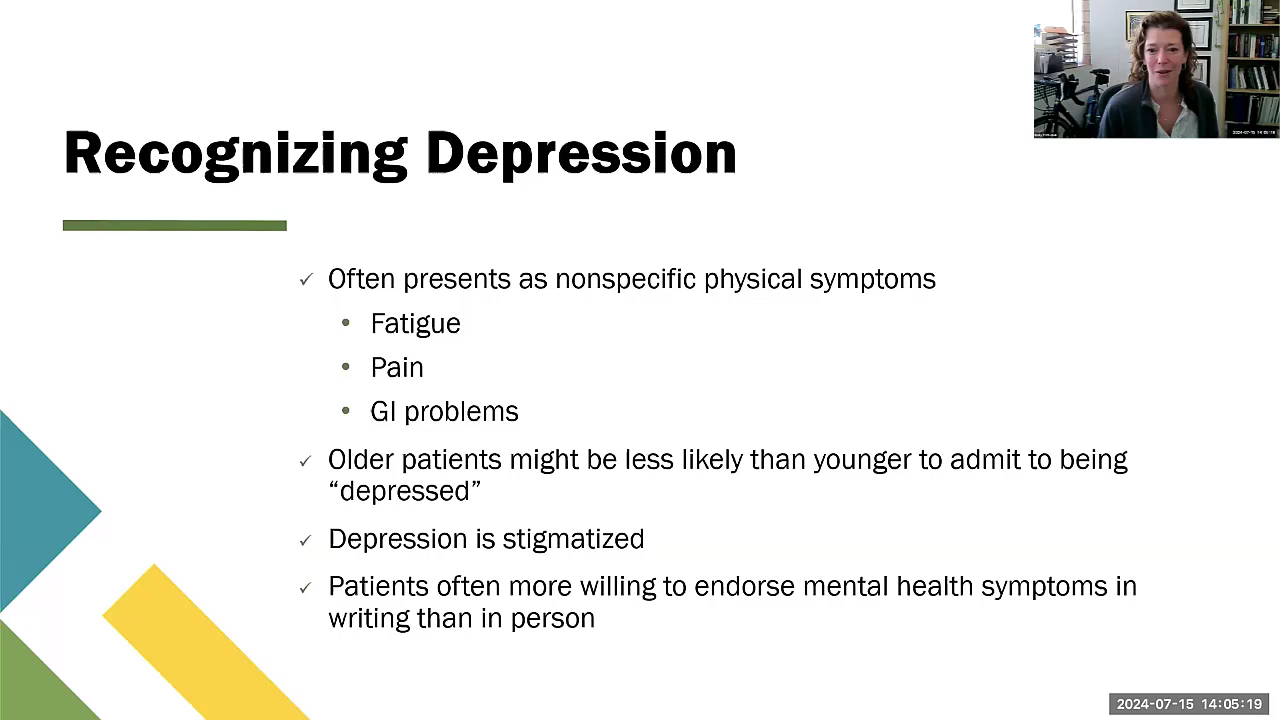 Recognizing Depression
✓ Often presents as nonspecific physical symptoms
• Fatigue
• Pain
• GI problems
✓ Older patients might be less likely than younger to admit to being
“depressed”
✓ Depression is stigmatized
✓ Patients often more willing to endorse mental health symptoms in
writing than in person
2024-07-15 14:05:19